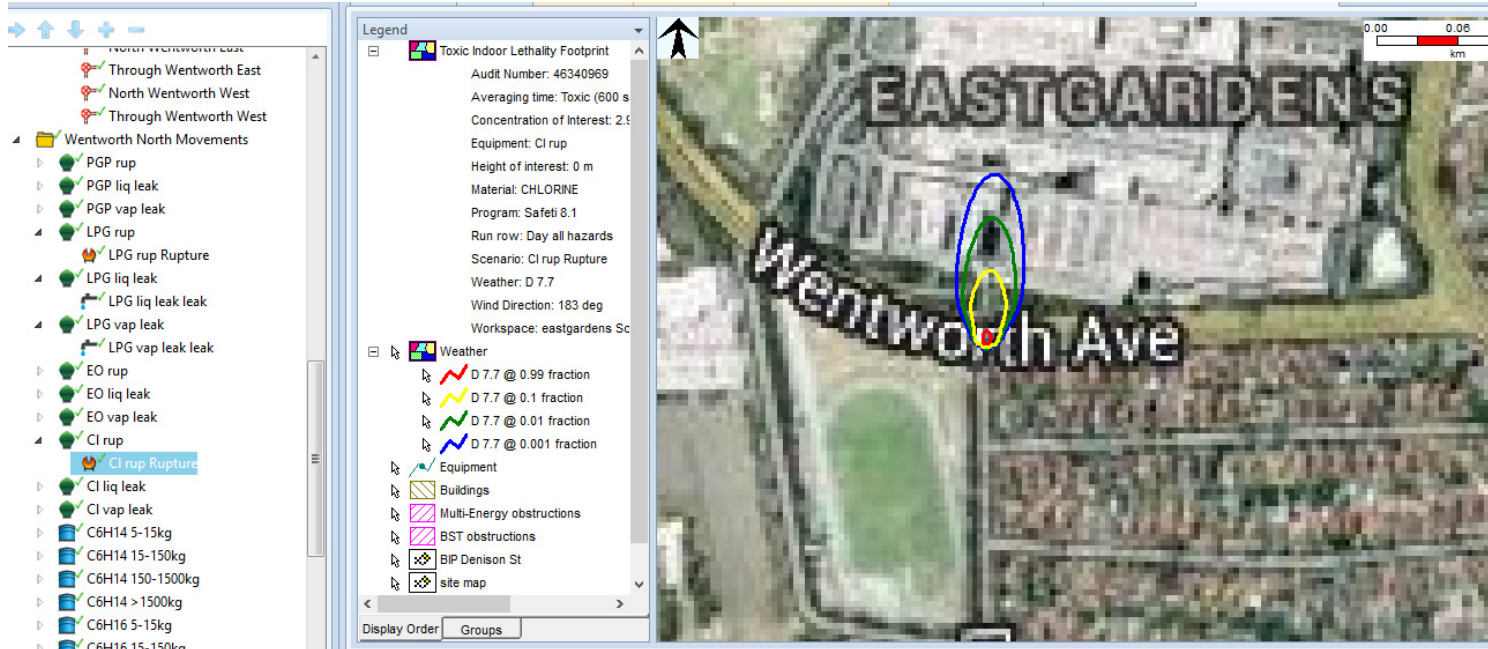 Through Wentworth East
North Wentworth West
Through Wentworth West
Wentworth North Movements
PGP rup
PGP liq leak
PGP vap leak
LPG rup
LPG rup Rupture
LPG liq leak
LPG liq leak leak
LPG vap leak
LPG vap leak leak
EO rup
EO liq leak
EO vap leak
Cl rup
Cl rup Rupture
Cl liq leak
Cl vap leak
C6H14 5-15kg
C6H14 15-150kg
C6H14 150-1500kg
C6H14 >1500kg
C6H16 5-15kg
C6H16 15-150kg
Legend
Toxic Indoor Lethality Footprint
Audit Number: 46340969
Averaging time: Toxic (600 s
Concentration of Interest: 2.9
Equipment: Cl rup
Height of interest: 0 m
Material: CHLORINE
Program: Safeti 8.1
Run row: Day all hazards
Scenario: Cl rup Rupture
Weather: D 7.7
Wind Direction: 183 deg
Workspace: eastgardens Sc
Weather
D 7.7 @ 0.99 fraction
D 7.7 @ 0.1 fraction
D 7.7 @ 0.01 fraction
D 7.7 @ 0.001 fraction
Equipment
Buildings
Multi-Energy obstructions
BST obstructions
BIP Denison St
site map
Display Order
Groups
0.00 0.06
km
EASTGARDENS
Wentworth Ave